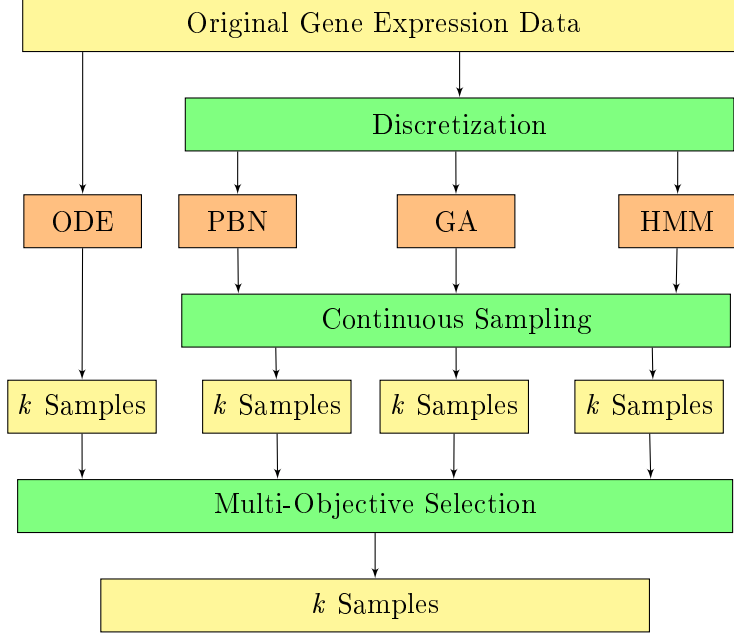 Original Gene Expression Data
Discretization
ODE
PBN
GA
HMM
Continuous Sampling
k Samples
k Samples
k Samples
k Samples
Multi-Objective Selection
k Samples